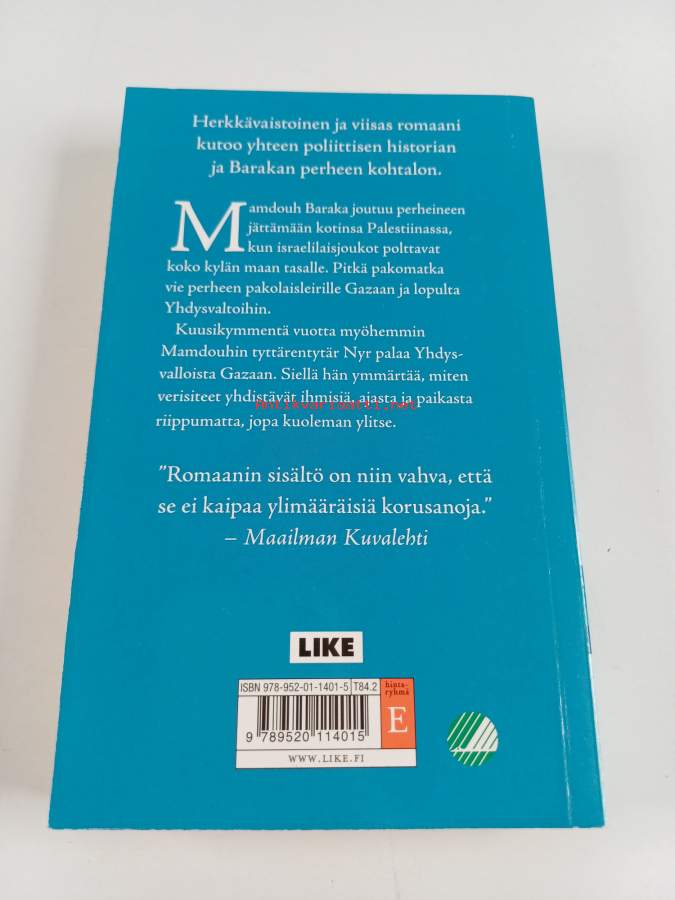 Herkkävaistoinen ja viisas romaani
kutoo yhteen poliittisen historian
ja Barakan perheen kohtalon.
Mamdouh Baraka joutuu perheineen
jättämään kotinsa Palestiinassa,
kun israelilaisjoukot polttavat
koko kylän maan tasalle. Pitkä pakomatka
vie perheen pakolaisleirille Gazaan ja lopulta
Yhdysvaltoihin.
Kuusikymmentä vuotta myöhemmin
Mamdouhin tyttärentytär Nyr palaa Yhdys-
valloista Gazaan. Siellä hän ymmärtää, miten
verisiteet yhdistävät ihmisiä, ajasta ja paikasta
Antikvariaatti.net
riippumatta, jopa kuoleman ylitse.
"Romaanin sisältö on niin vahva, että
se ei kaipaa ylimääräisiä korusanoja."
– Maailman Kuvalehti
LIKE
ISBN 978-952-01-1401-5 T84.2
hinta-
ryhmä
E
9 789520 114015
WWW.LIKE.FI